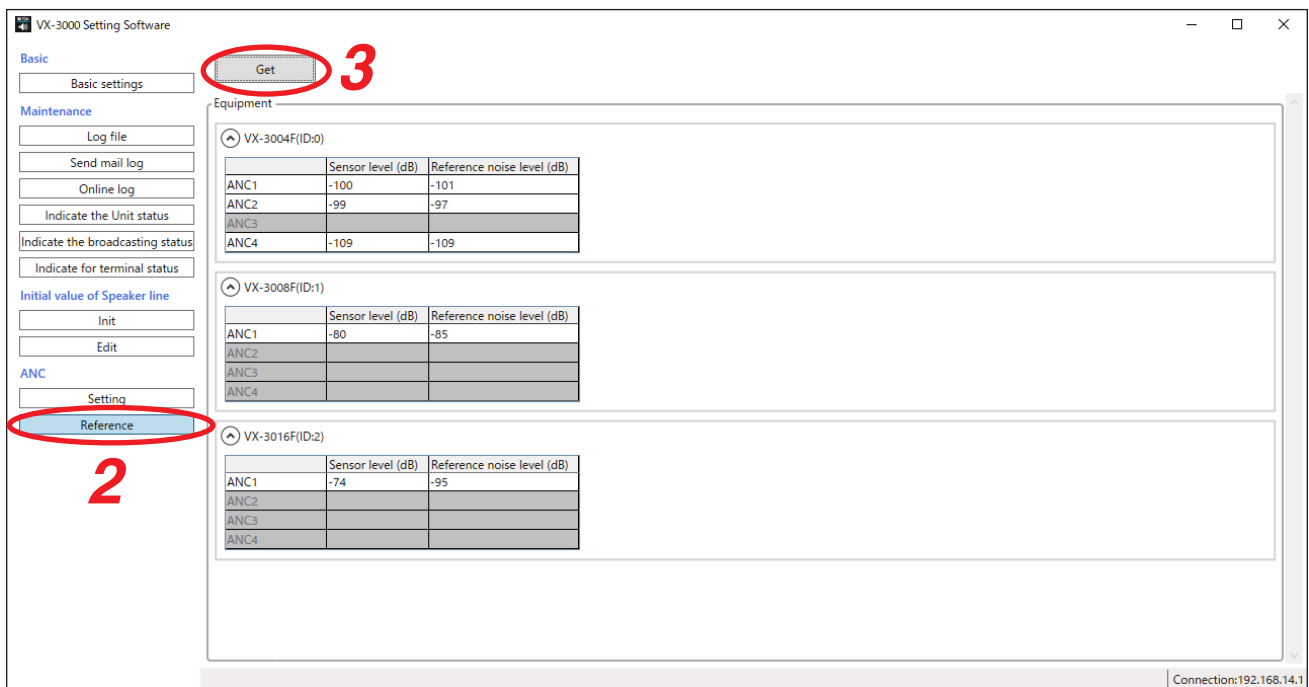 VX-3000 Setting Software
Basic
Basic settings
Maintenance
Log file
Send mail log
Online log
Indicate the Unit status
Indicate the broadcasting status
Indicate for terminal status
Initial value of Speaker line
Init
Edit
ANC
Setting
Reference
2
Get
3
Equipment
VX-3004F(ID:0)
Sensor level (dB) Reference noise level (dB)
ANC1 -100 -101
ANC2 -99 -97
ANC3
ANC4 -109 -109
VX-3008F(ID:1)
Sensor level (dB) Reference noise level (dB)
ANC1 -80 -85
ANC2
ANC3
ANC4
VX-3016F(ID:2)
Sensor level (dB) Reference noise level (dB)
ANC1 -74 -95
ANC2
ANC3
ANC4
Connection:192.168.14.1